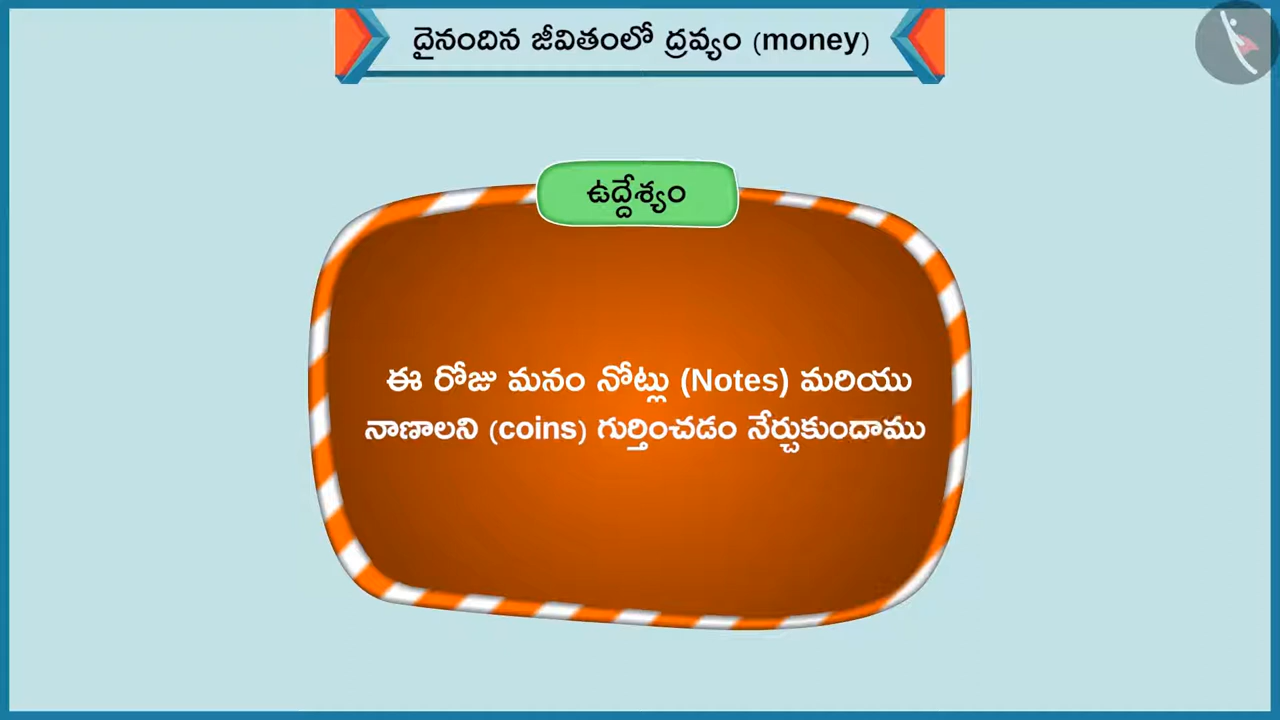 దైనందిన జీవితంలో ద్రవ్యం (money)
ఉద్దేశ్యం
ఈ రోజు మనం నోట్లు (Notes) మరియు
నాణాలని (coins) గుర్తించడం నేర్చుకుందాము